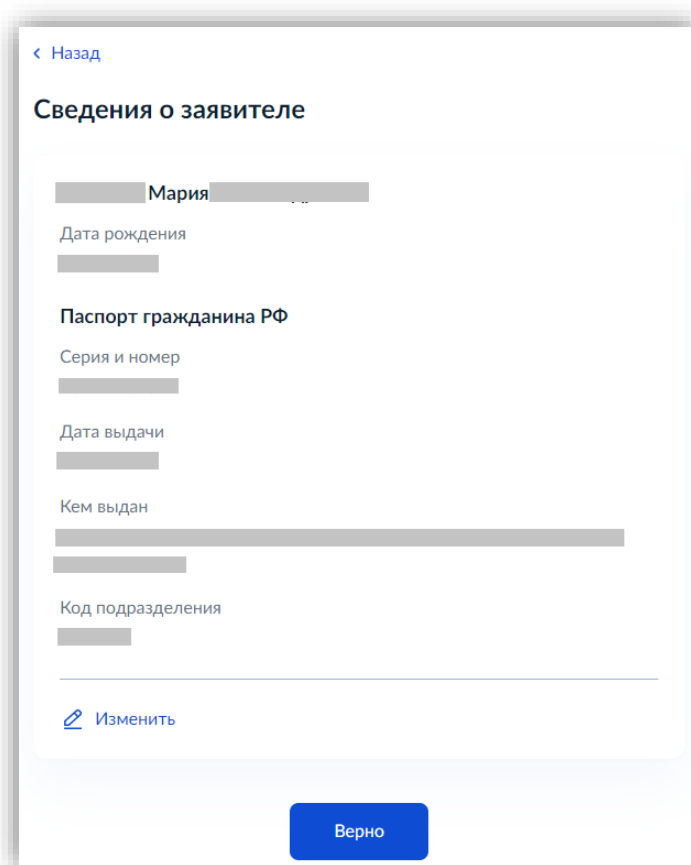 Назад
Сведения о заявителе
Мария
Дата рождения
Паспорт гражданина РФ
Серия и номер
Дата выдачи
Кем выдан
Код подразделения
Изменить
Верно